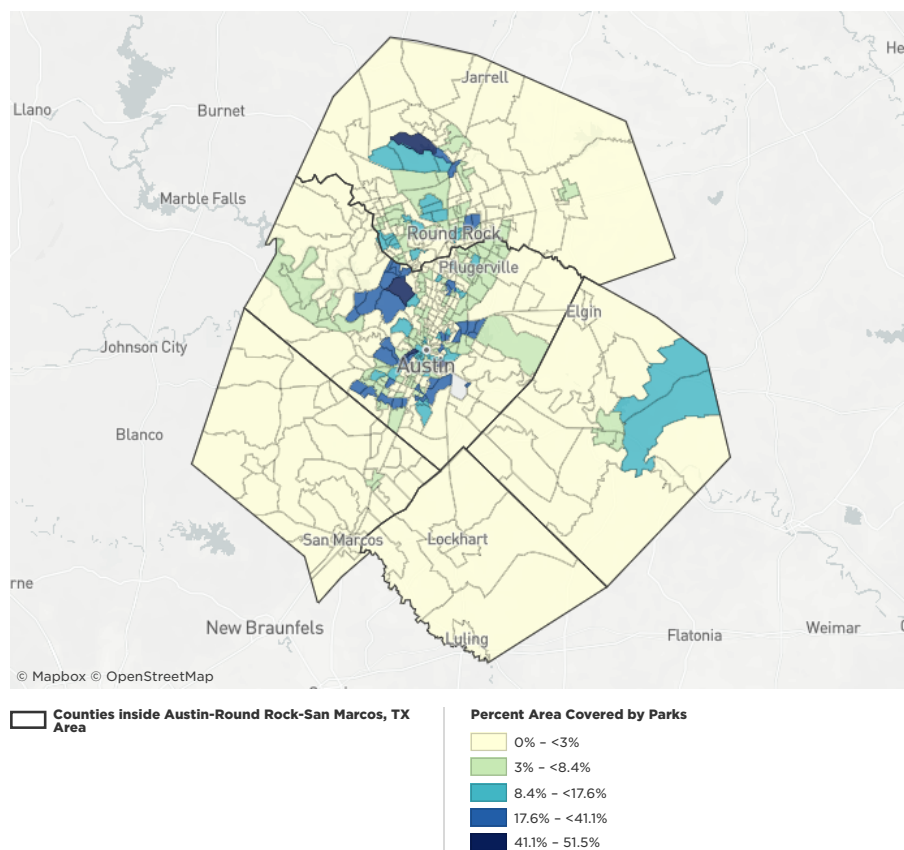 He
Jarrell
Llano
Burnet
Marble Falls
Round Rock
Pflugerville
Elgin
Johnson City
Austin
Blanco
San Marcos
Lockhart
rne
New Braunfels
Luling
Flatonia
Weimar
© Mapbox © OpenStreetMap
Counties inside Austin-Round Rock-San Marcos, TX
Area
Percent Area Covered by Parks
0% – <3%
3% – <8.4%
8.4% – <17.6%
17.6% – <41.1%
41.1% – 51.5%